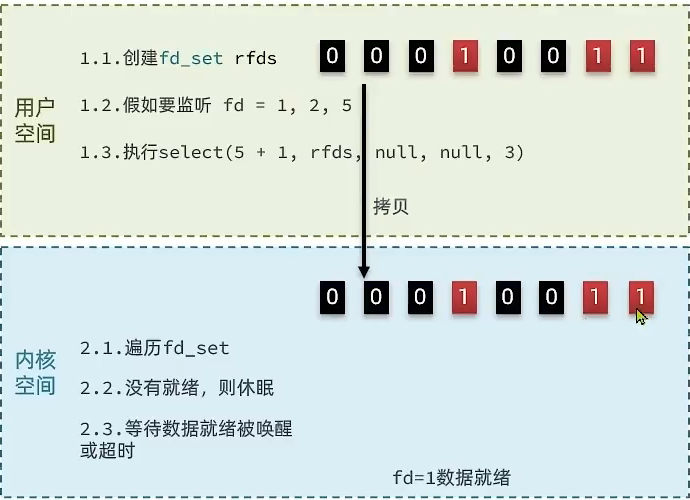 1.1.创建fd_set rfds
0 0 0 1 0 0 1 1
1.2.假如要监听 fd = 1, 2, 5
用户
空间
1.3.执行select(5 + 1, rfds, null, null, 3)
拷贝
0 0 0 1 0 0 1 1
内核
空间
2.1.遍历fd_set
2.2.没有就绪，则休眠
2.3.等待数据就绪被唤醒
或超时
fd=1数据就绪